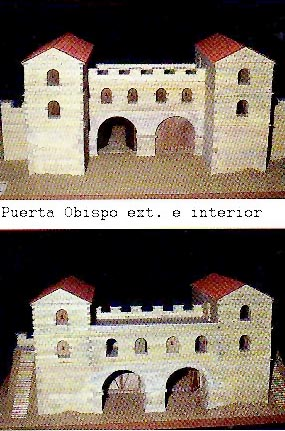 Puerta Obispo ext. e interior